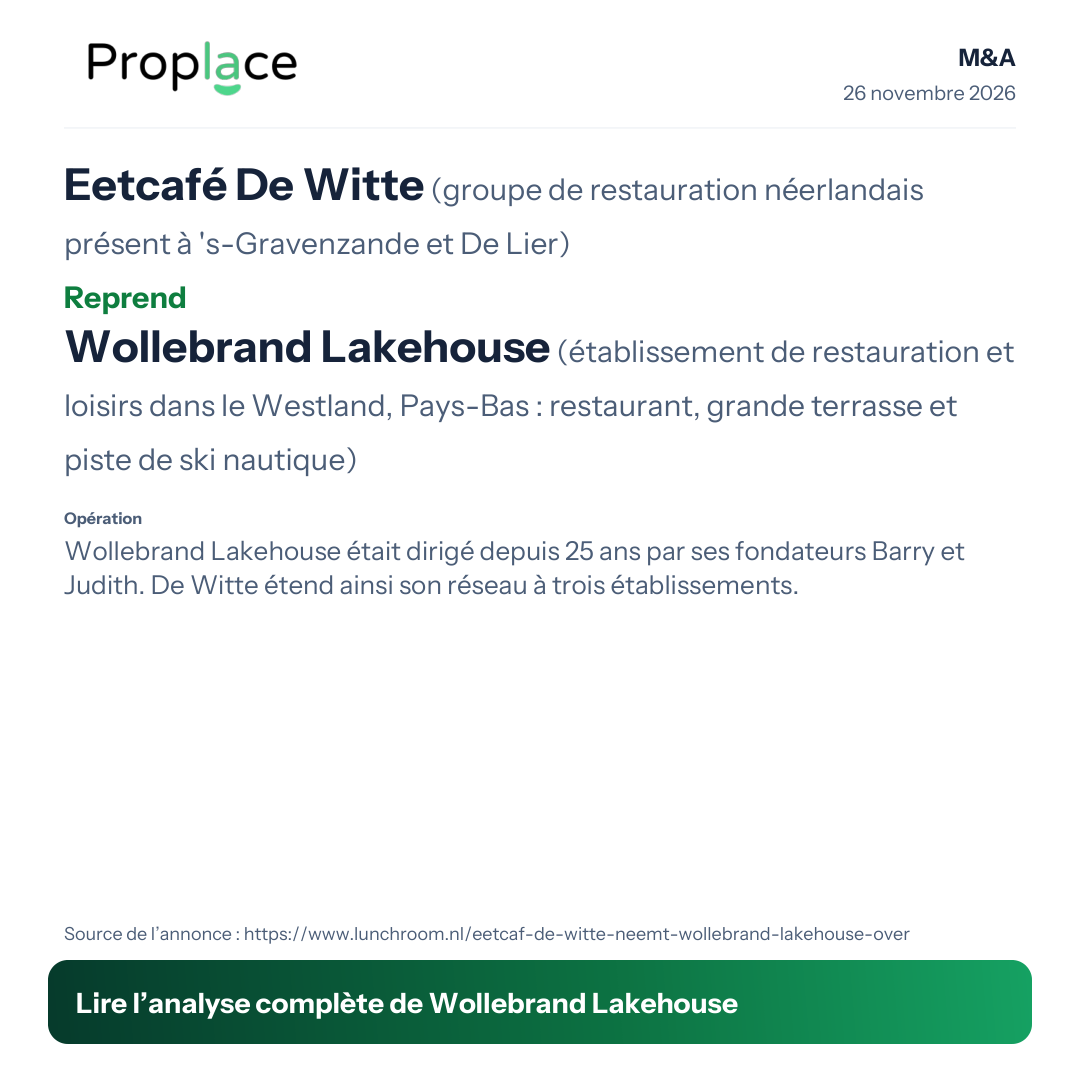 Proplace
M&A
26 novembre 2026
Eetcafé De Witte (groupe de restauration néerlandais
présent à 's-Gravenzande et De Lier)
Reprend
Wollebrand Lakehouse (établissement de restauration et
loisirs dans le Westland, Pays-Bas : restaurant, grande terrasse et
piste de ski nautique)
Opération
Wollebrand Lakehouse était dirigé depuis 25 ans par ses fondateurs Barry et
Judith. De Witte étend ainsi son réseau à trois établissements.
Source de l’annonce : https://www.lunchroom.nl/eetcaf-de-witte-neemt-wollebrand-lakehouse-over
Lire l’analyse complète de Wollebrand Lakehouse